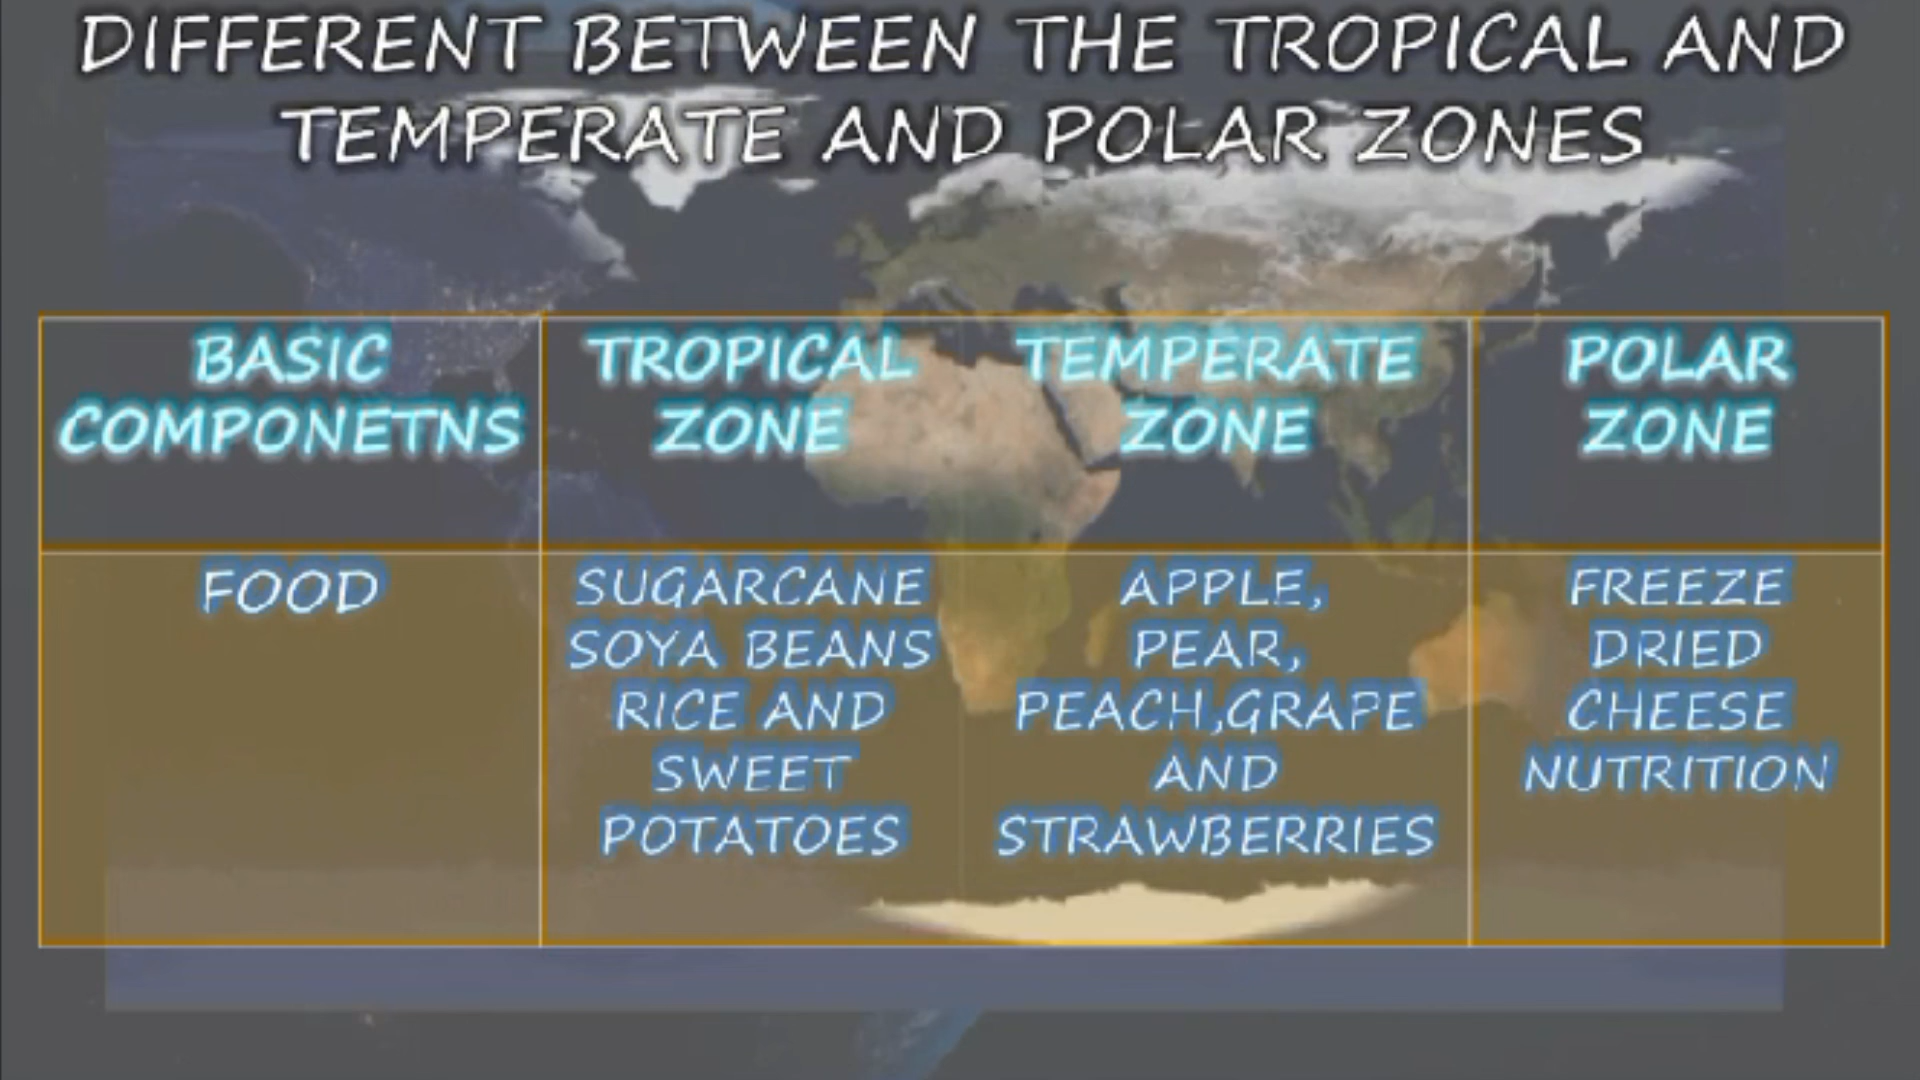 DIFFERENT BETWEEN THE TROPICAL AND
TEMPERATE AND POLAR ZONES
BASIC
COMPONETNS
TROPICAL
ZONE
TEMPERATE
ZONE
POLAR
ZONE
FOOD
SUGARCANE
SOYA BEANS
RICE AND
SWEET
POTATOES
APPLE,
PEAR,
PEACH,GRAPE
AND
STRAWBERRIES
FREEZE
DRIED
CHEESE
NUTRITION